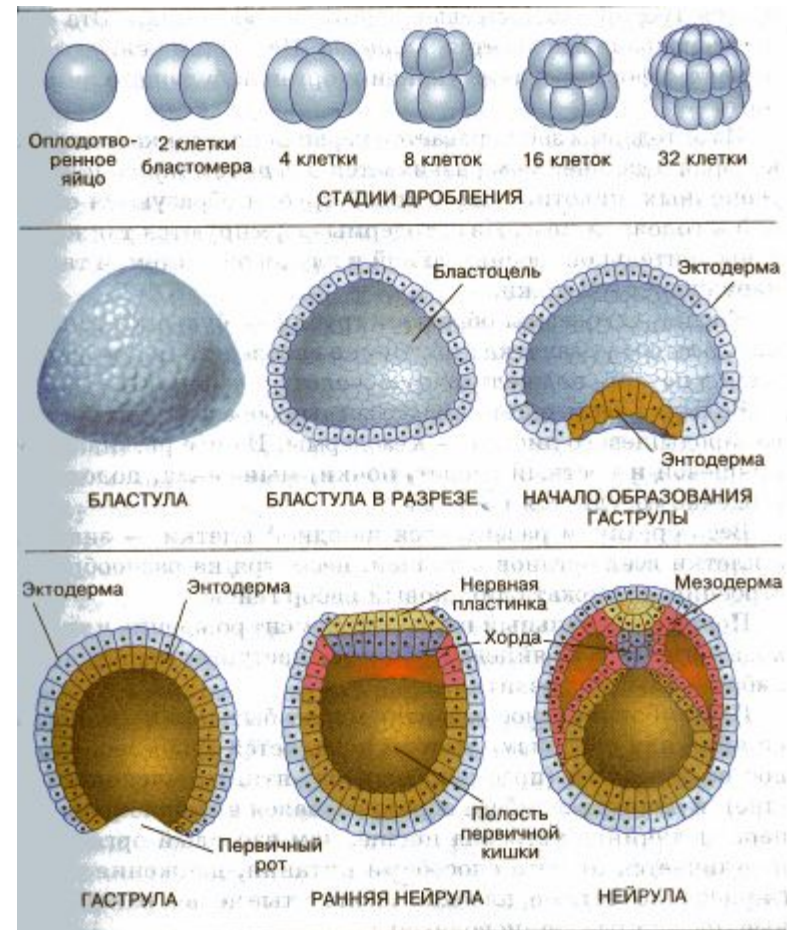 Оплодотво-
ренное
яйцо
2 клетки
бластомера
4 клетки
8 клеток
16 клеток
32 клетки
СТАДИИ ДРОБЛЕНИЯ
Бластоцель
Эктодерма
Энтодерма
БЛАСТУЛА
БЛАСТУЛА В РАЗРЕЗЕ
НАЧАЛО ОБРАЗОВАНИЯ
ГАСТРУЛЫ
Эктодерма
Энтодерма
Нервная
пластинка
Хорда
Мезодерма
Первичный
рот
Полость
первичной
кишки
ГАСТРУЛА
РАННЯЯ НЕЙРУЛА
НЕЙРУЛА